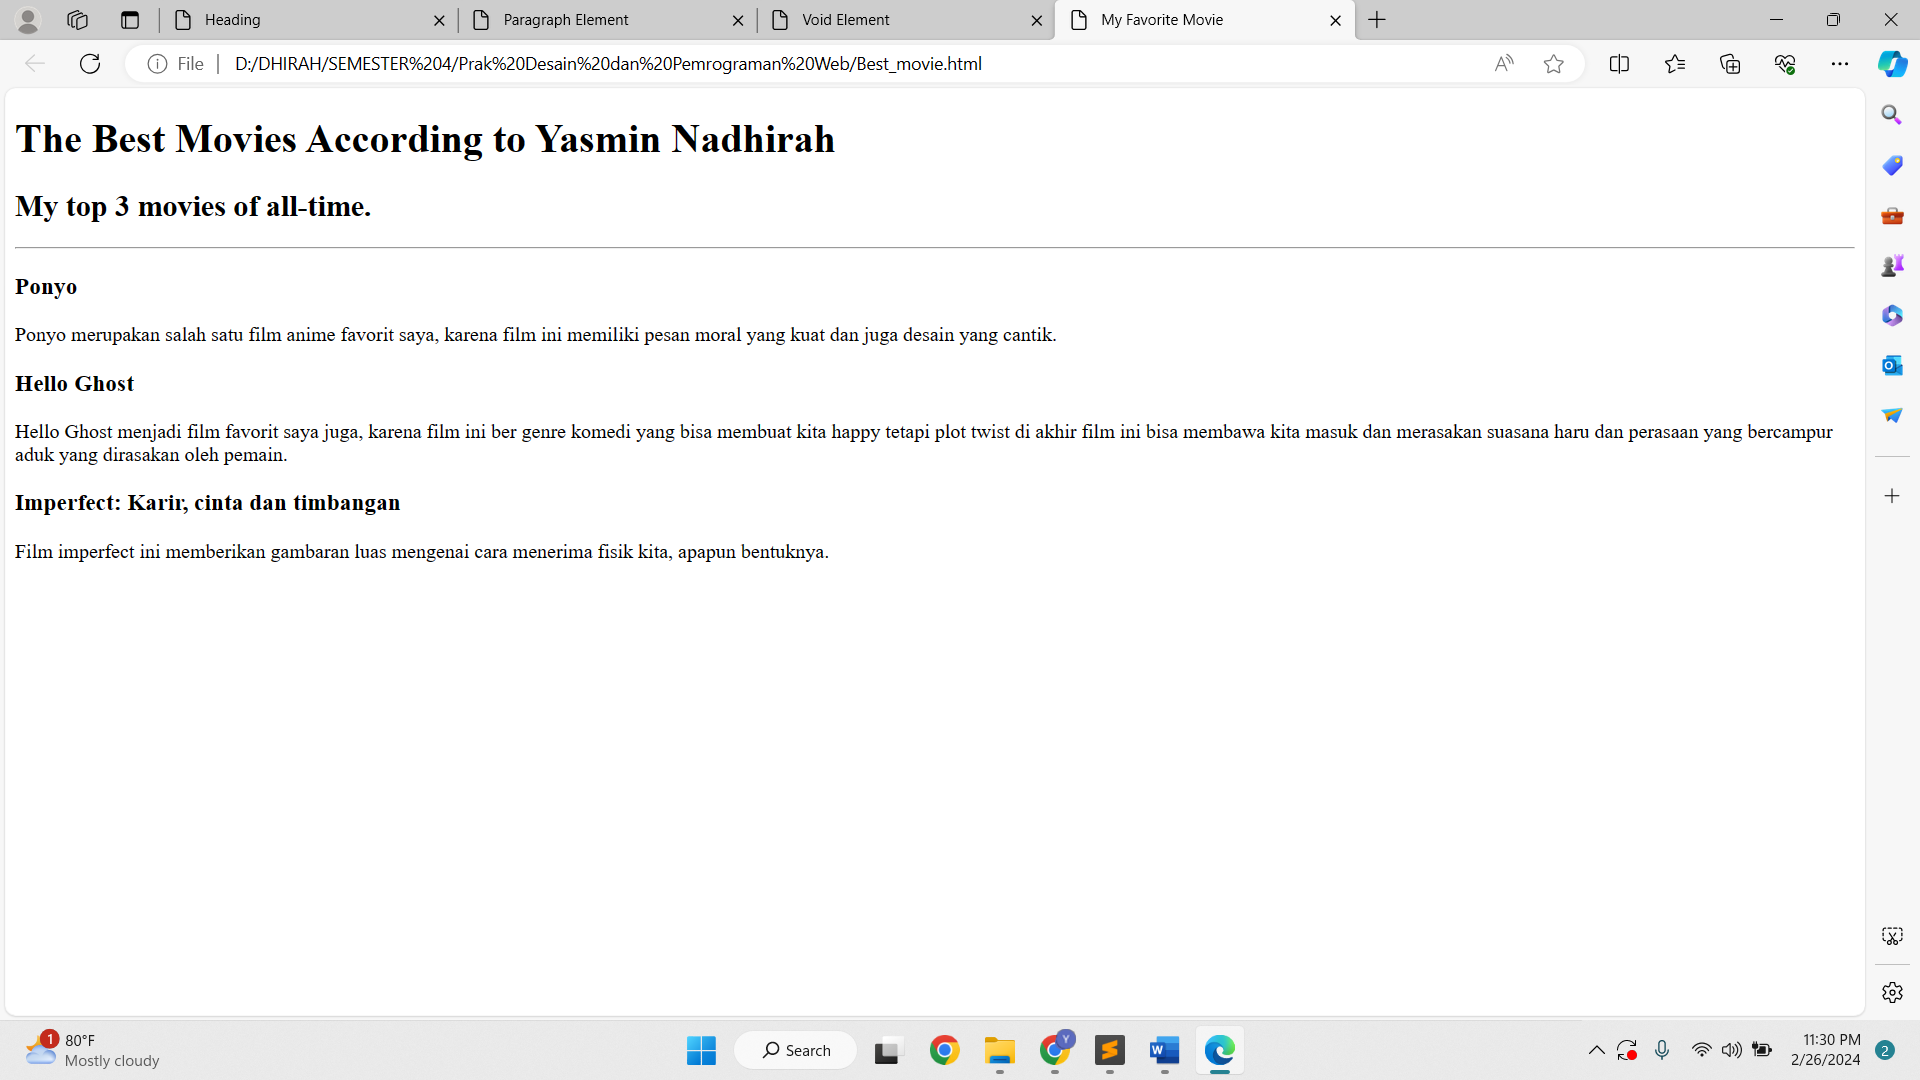 Heading
Paragraph Element
Void Element
My Favorite Movie
File
D:/DHIRAH/SEMESTER%204/Prak%20Desain%20dan%20Pemrograman%20Web/Best_movie.html
The Best Movies According to Yasmin Nadhirah
My top 3 movies of all-time.
Ponyo
Ponyo merupakan salah satu film anime favorit saya, karena film ini memiliki pesan moral yang kuat dan juga desain yang cantik.
Hello Ghost
Hello Ghost menjadi film favorit saya juga, karena film ini ber genre komedi yang bisa membuat kita happy tetapi plot twist di akhir film ini bisa membawa kita masuk dan merasakan suasana haru dan perasaan yang bercampur
aduk yang dirasakan oleh pemain.
Imperfect: Karir, cinta dan timbangan
Film imperfect ini memberikan gambaran luas mengenai cara menerima fisik kita, apapun bentuknya.
1
80°F
Mostly cloudy
Search
Y
11:30 PM
2/26/2024
2